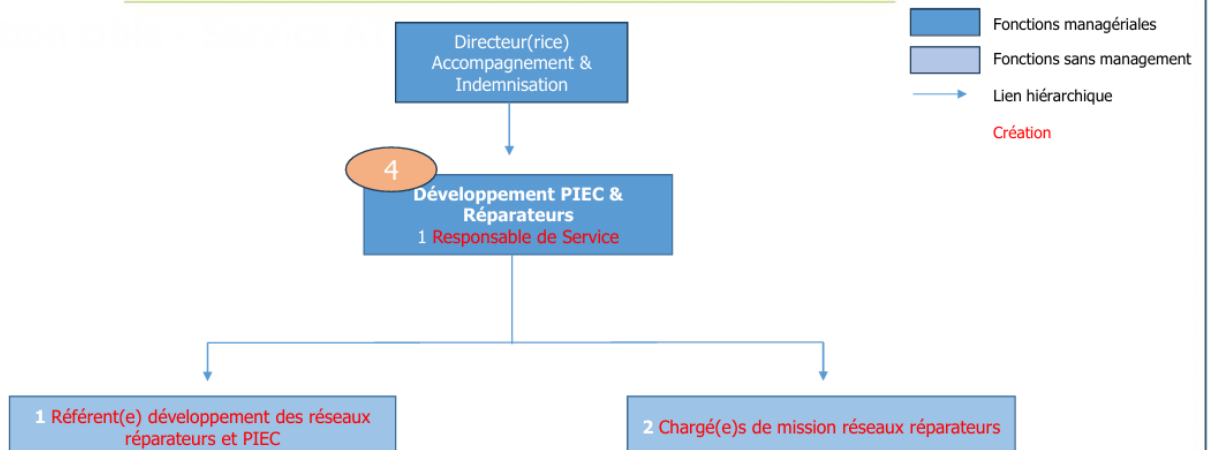 Directeur(rice)
Accompagnement &
Indemnisation
Fonctions managériales
Fonctions sans management
Lien hiérarchique
Création
4
Développement PIEC &
Réparateurs
1 Responsable de Service
1 Référent(e) développement des réseaux
réparateurs et PIEC
2 Chargé(e)s de mission réseaux réparateurs